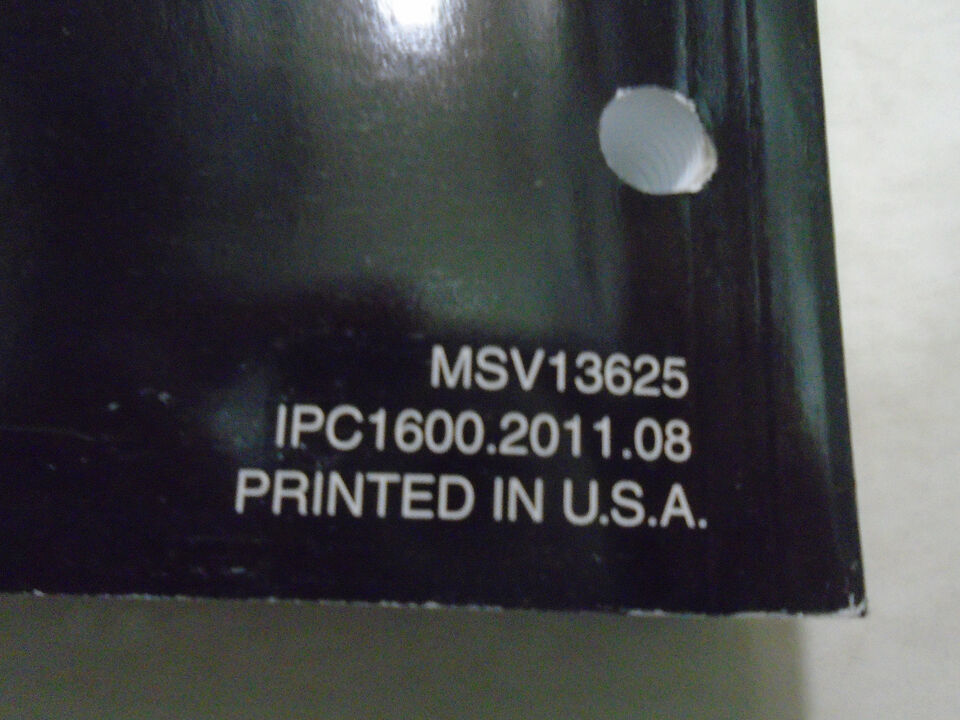 MSV13625
IPC1600.2011.08
PRINTED IN U.S.A.